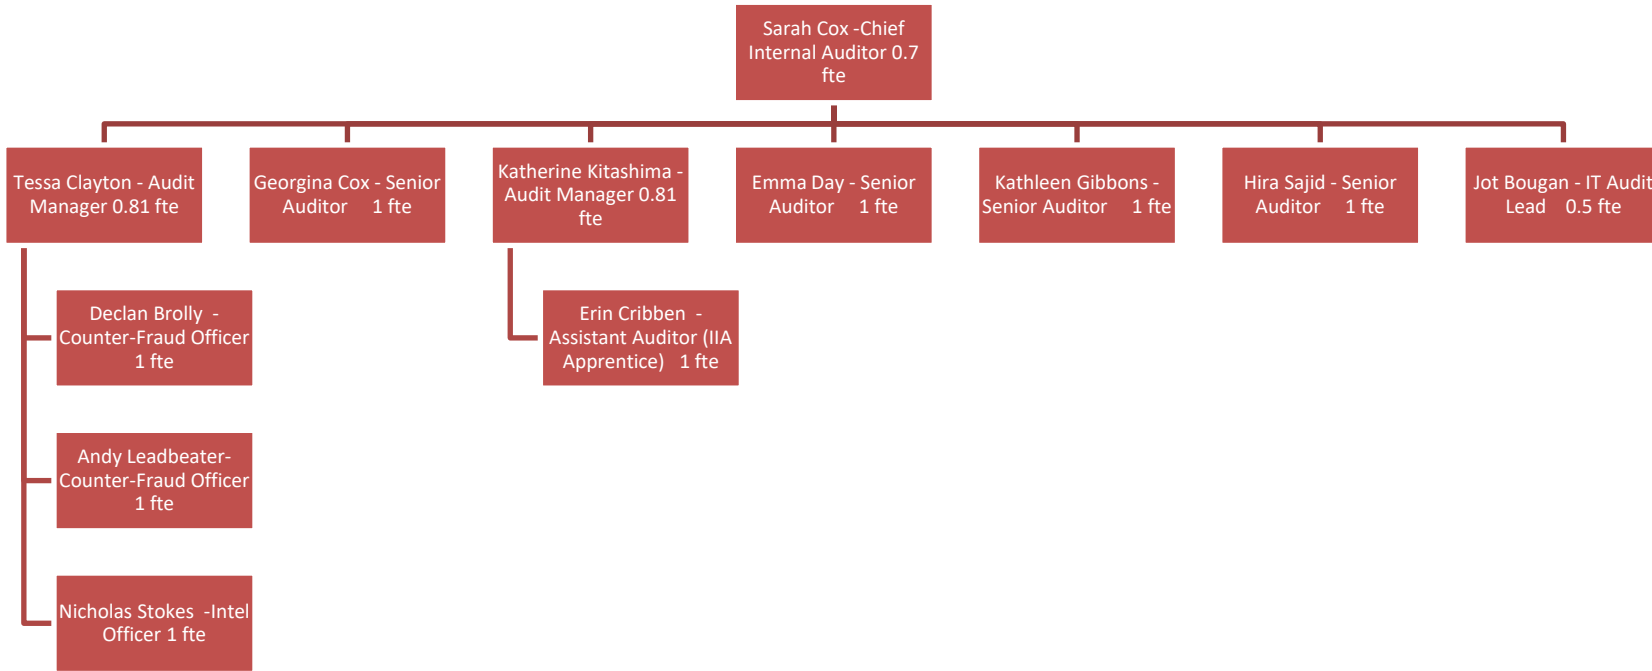 Sarah Cox -Chief
Internal Auditor 0.7
fte
Tessa Clayton - Audit
Manager 0.81 fte
Georgina Cox - Senior
Auditor 1 fte
Katherine Kitashima -
Audit Manager 0.81
fte
Emma Day - Senior
Auditor 1 fte
Kathleen Gibbons -
Senior Auditor 1 fte
Hira Sajid - Senior
Auditor 1 fte
Jot Bougan - IT Audit
Lead 0.5 fte
Declan Brolly -
Counter-Fraud Officer
1 fte
Erin Cribben -
Assistant Auditor (IIA
Apprentice) 1 fte
Andy Leadbeater-
Counter-Fraud Officer
1 fte
Nicholas Stokes -Intel
Officer 1 fte